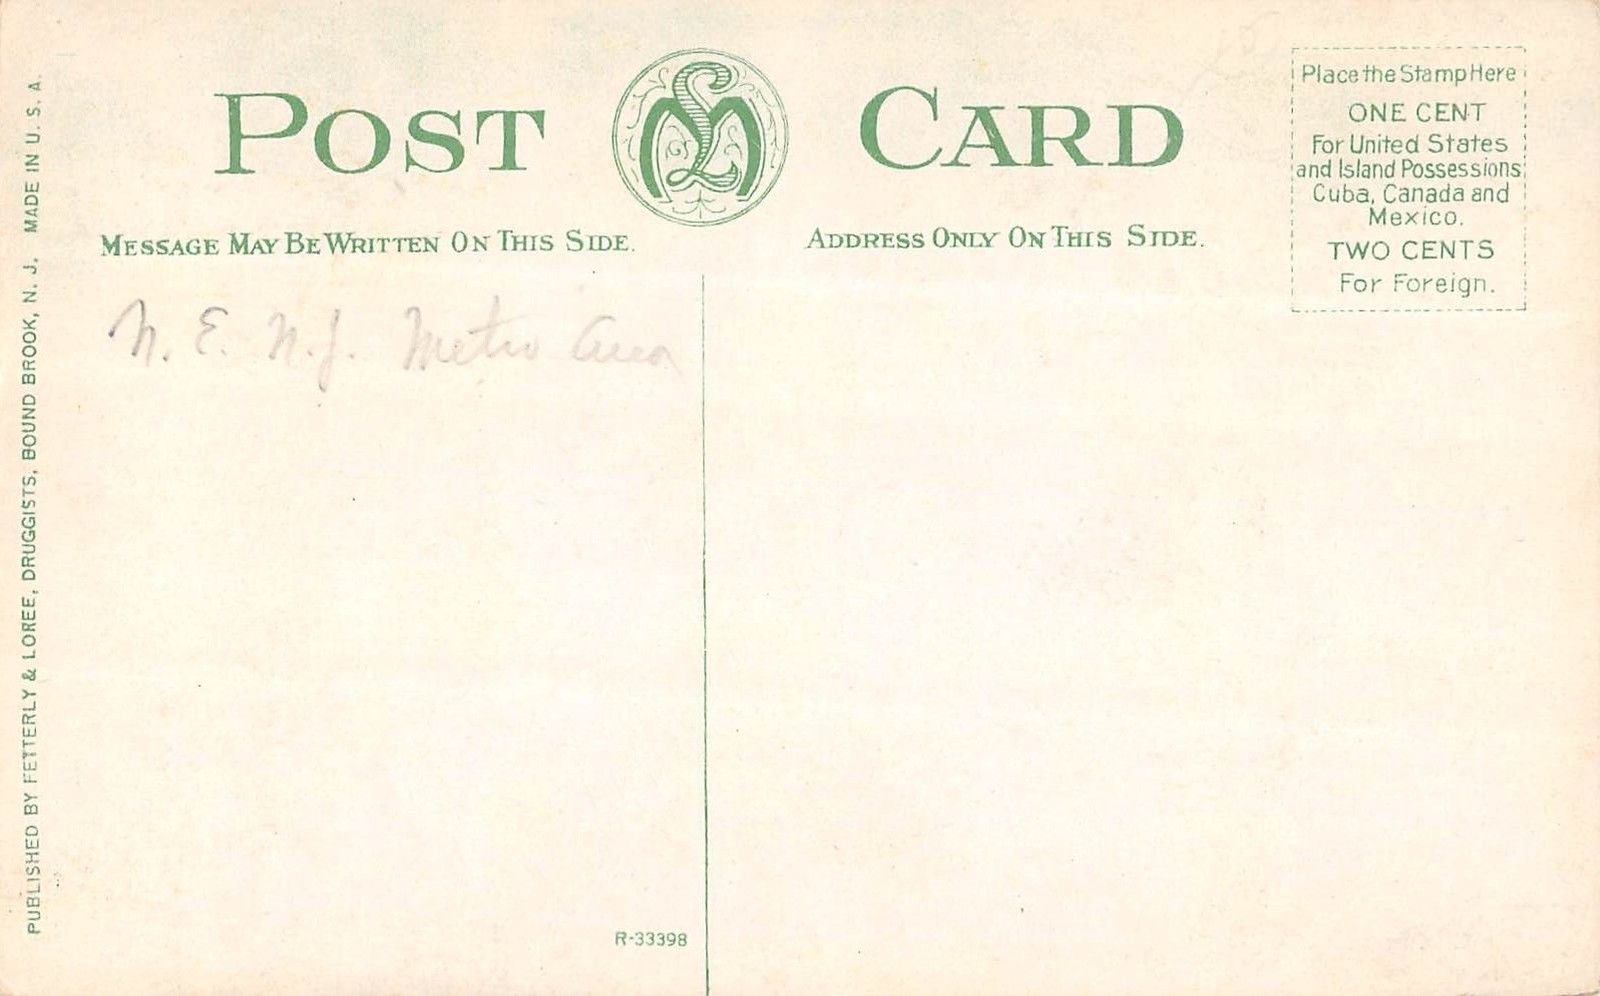 POST CARD
MESSAGE MAY BE WRITTEN ON THIS SIDE.
ADDRESS ONLY ON THIS SIDE.
Place the Stamp Here
ONE CENT
For United States
and Island Possessions
Cuba, Canada and
Mexico.
TWO CENTS
For Foreign.
N. E. N.J. Metro Area
PUBLISHED BY FETTERLY & LOREE, DRUGGISTS, BOUND BROOK, N. J. MADE IN U. S. A.
R-33398